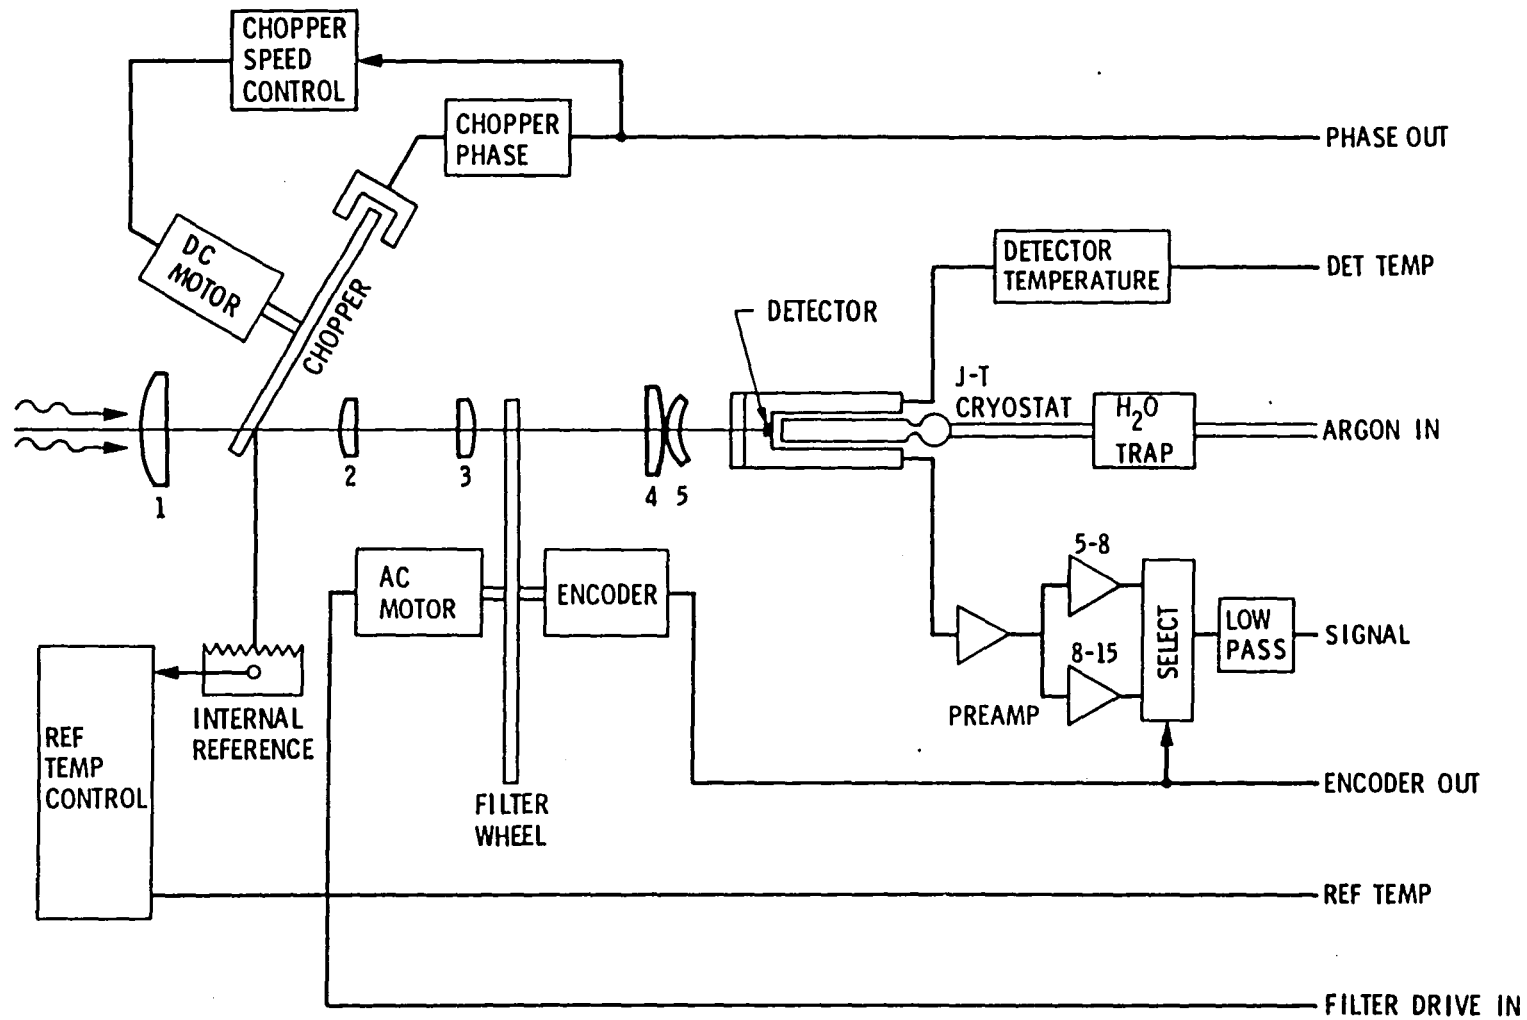 CHOPPER
SPEED
CONTROL
CHOPPER
PHASE
PHASE OUT
DC
MOTOR
CHOPPER
DETECTOR
TEMPERATURE
DET TEMP
DETECTOR
J-T
CRYOSTAT
H2O
TRAP
ARGON IN
1
2
3
4
5
AC
MOTOR
ENCODER
5-8
8-15
SELECT
LOW
PASS
SIGNAL
PREAMP
INTERNAL
REFERENCE
REF
TEMP
CONTROL
FILTER
WHEEL
ENCODER OUT
REF TEMP
FILTER DRIVE IN